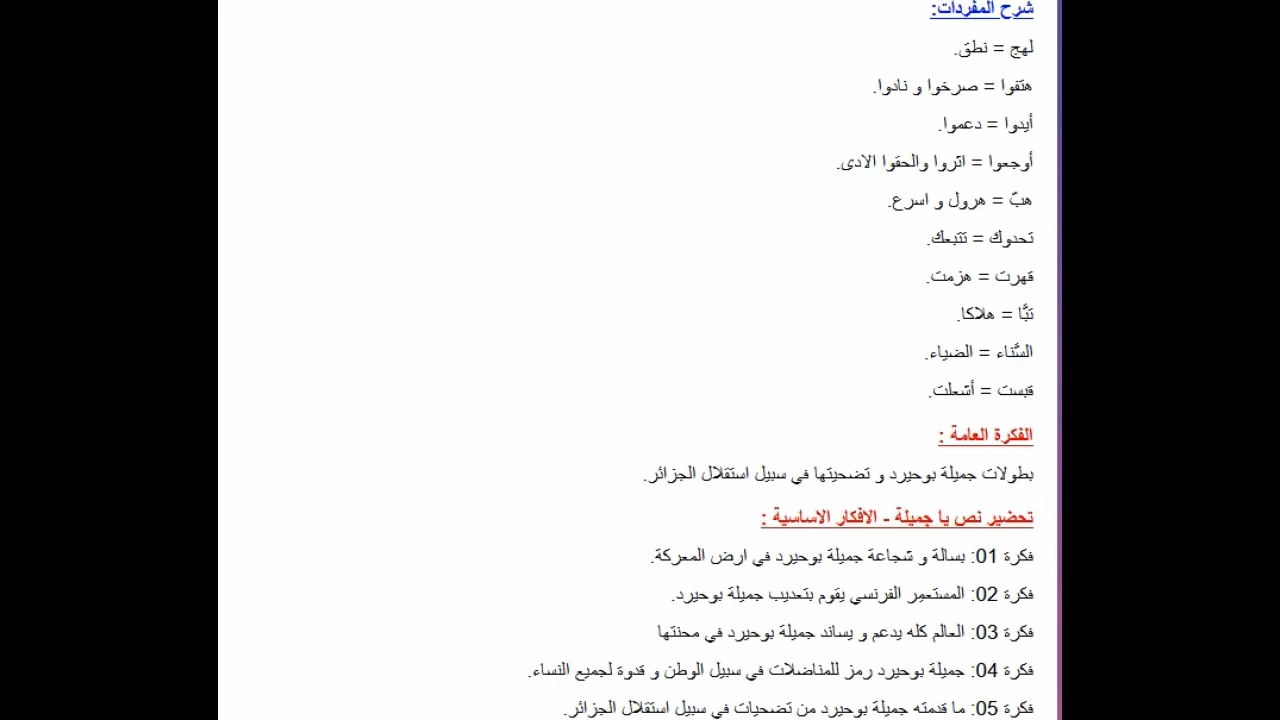 شرح المفردات:
لهج = نطق.
هتفوا = صرخوا و نادوا.
أيدوا = دعموا.
أوجعوا = اثروا والحقوا الادى.
هبّ = هرول و اسرع.
تحدوك = تتبعك.
قهرت = هزمت.
تبًّا = هلاكا.
السَّناء = الضياء.
قبست = أشعلت.
الفكرة العامة :
بطولات جميلة بوحيرد و تضحيتها في سبيل استقلال الجزائر.
تحضير نص يا جميلة - الافكار الاساسية :
فكرة 01: بسالة و شجاعة جميلة بوحيرد في ارض المعركة.
فكرة 02: المستعمر الفرنسي يقوم بتعديب جميلة بوحيرد.
فكرة 03: العالم كله يدعم و يساند جميلة بوحيرد في محنتها
فكرة 04: جميلة بوحيرد رمز للمناضلات في سبيل الوطن و قدوة لجميع النساء.
فكرة 05: ما قدمته جميلة بوحيرد من تضحيات في سبيل استقلال الجزائر.